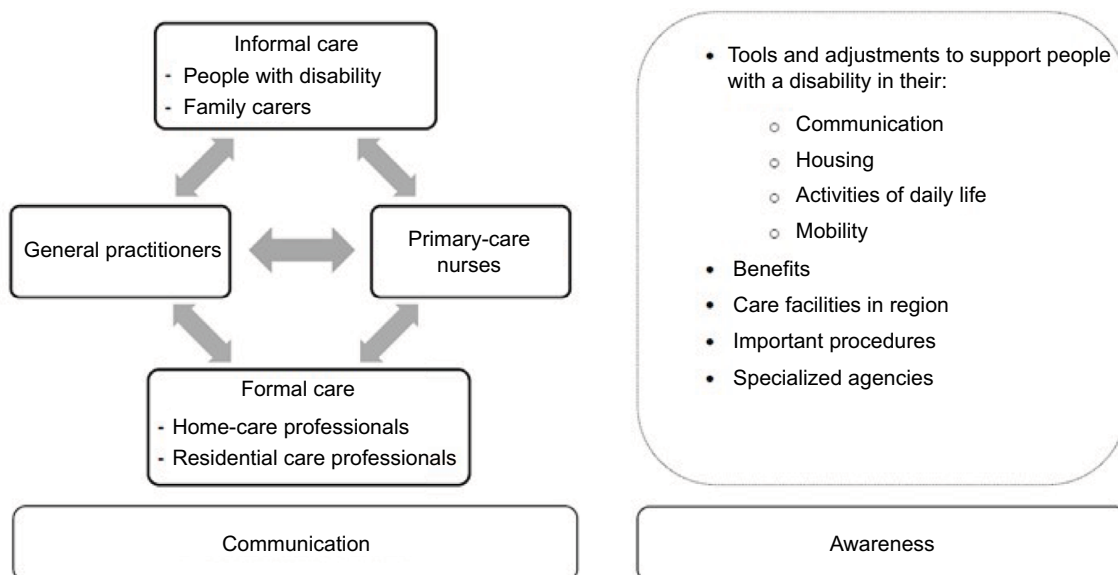 Informal care
- People with disability
- Family carers
General practitioners
Primary-care
nurses
Formal care
- Home-care professionals
- Residential care professionals
Communication
• Tools and adjustments to support people
with a disability in their:
○ Communication
○ Housing
○ Activities of daily life
○ Mobility
• Benefits
• Care facilities in region
• Important procedures
• Specialized agencies
Awareness